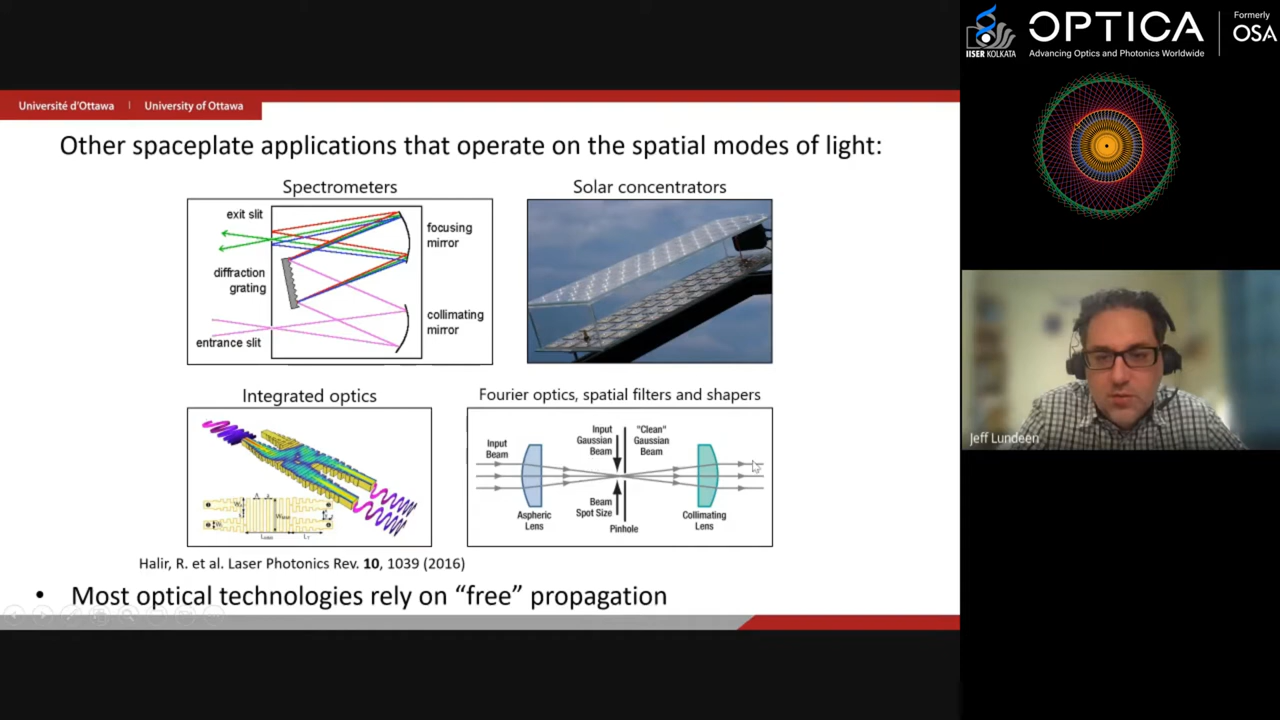 Université d'Ottawa | University of Ottawa
Other spaceplate applications that operate on the spatial modes of light:
Spectrometers
exit slit
focusing
mirror
diffraction
grating
collimating
mirror
entrance slit
Solar concentrators
Integrated optics
Halir, R. et al. Laser Photonics Rev. 10, 1039 (2016)
Fourier optics, spatial filters and shapers
Input
Beam
Input
Gaussian
Beam
"Clean"
Gaussian
Beam
Aspheric
Lens
Beam
Spot Size
Pinhole
Collimating
Lens
• Most optical technologies rely on “free” propagation
IISER KOLKATA
OPTICA
Advancing Optics and Photonics Worldwide
Formerly
OSA
Jeff Lundeen